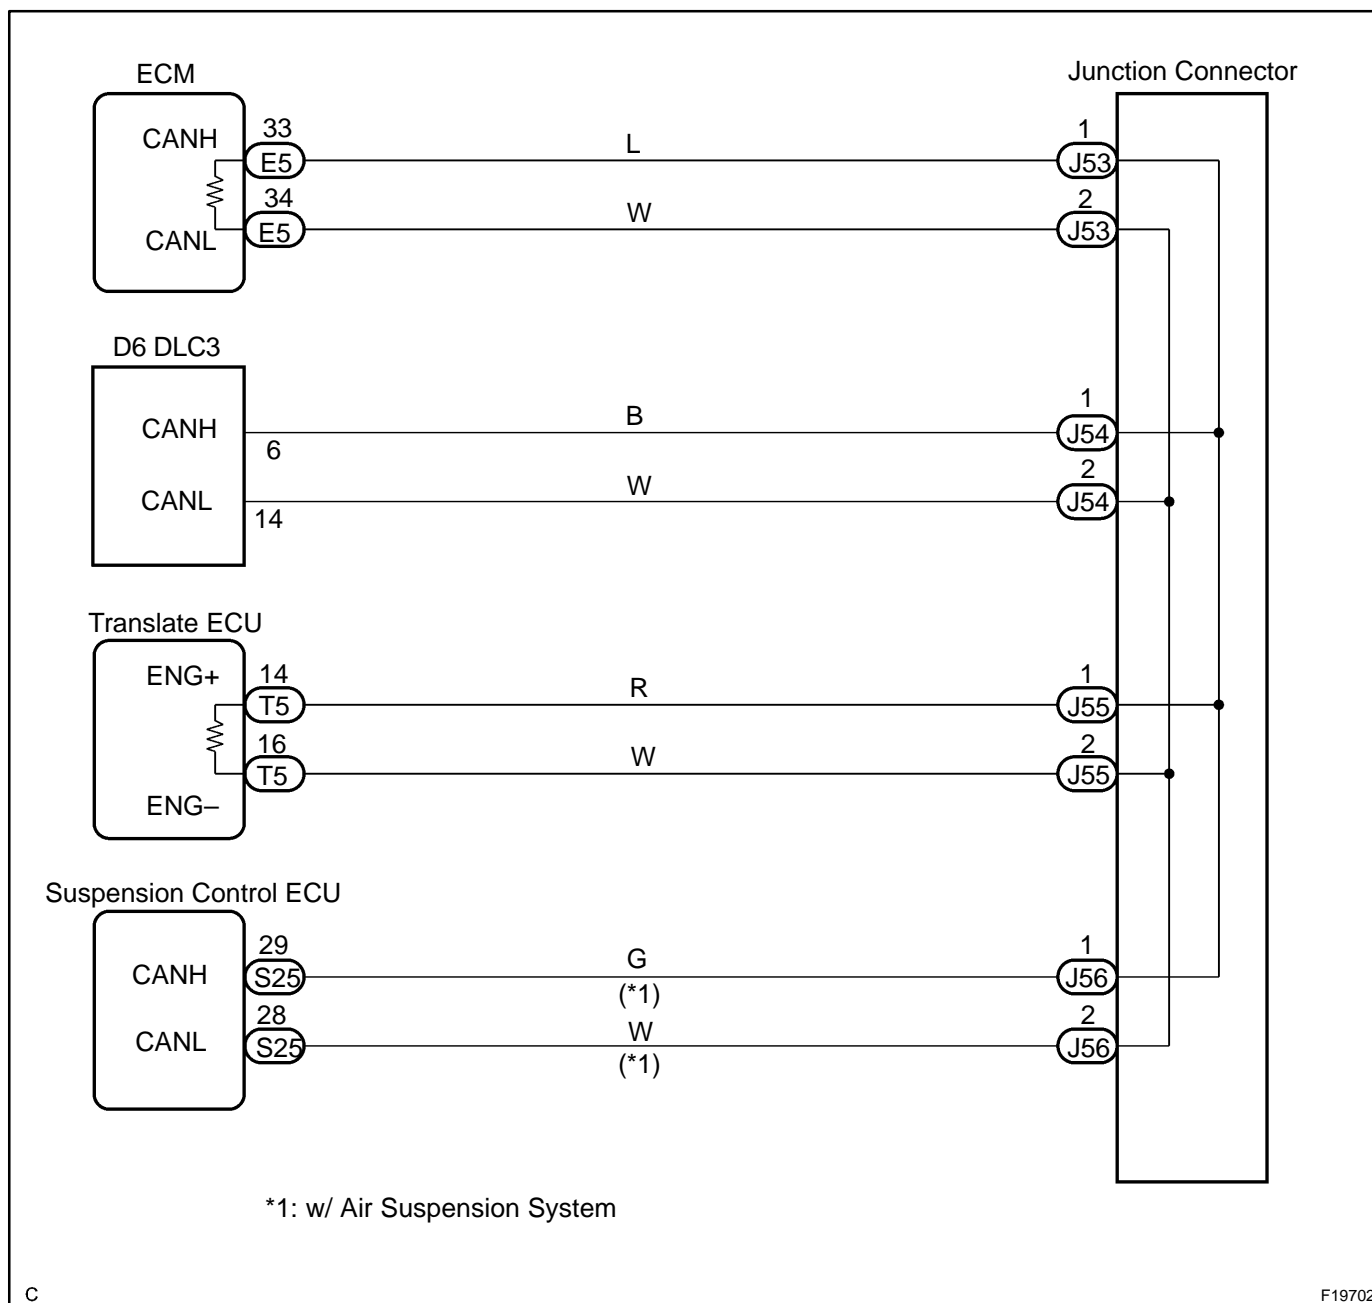 ECM
Junction Connector
CANH
33
E5
L
1
J53
34
CANL
E5
W
2
J53
D6 DLC3
CANH
6
B
1
J54
CANL
14
W
2
J54
Translate ECU
ENG+
14
T5
R
1
J55
16
T5
W
2
J55
ENG–
Suspension Control ECU
CANH
29
S25
G
(*1)
1
J56
CANL
28
S25
W
(*1)
2
J56
*1: w/ Air Suspension System
C
F19702